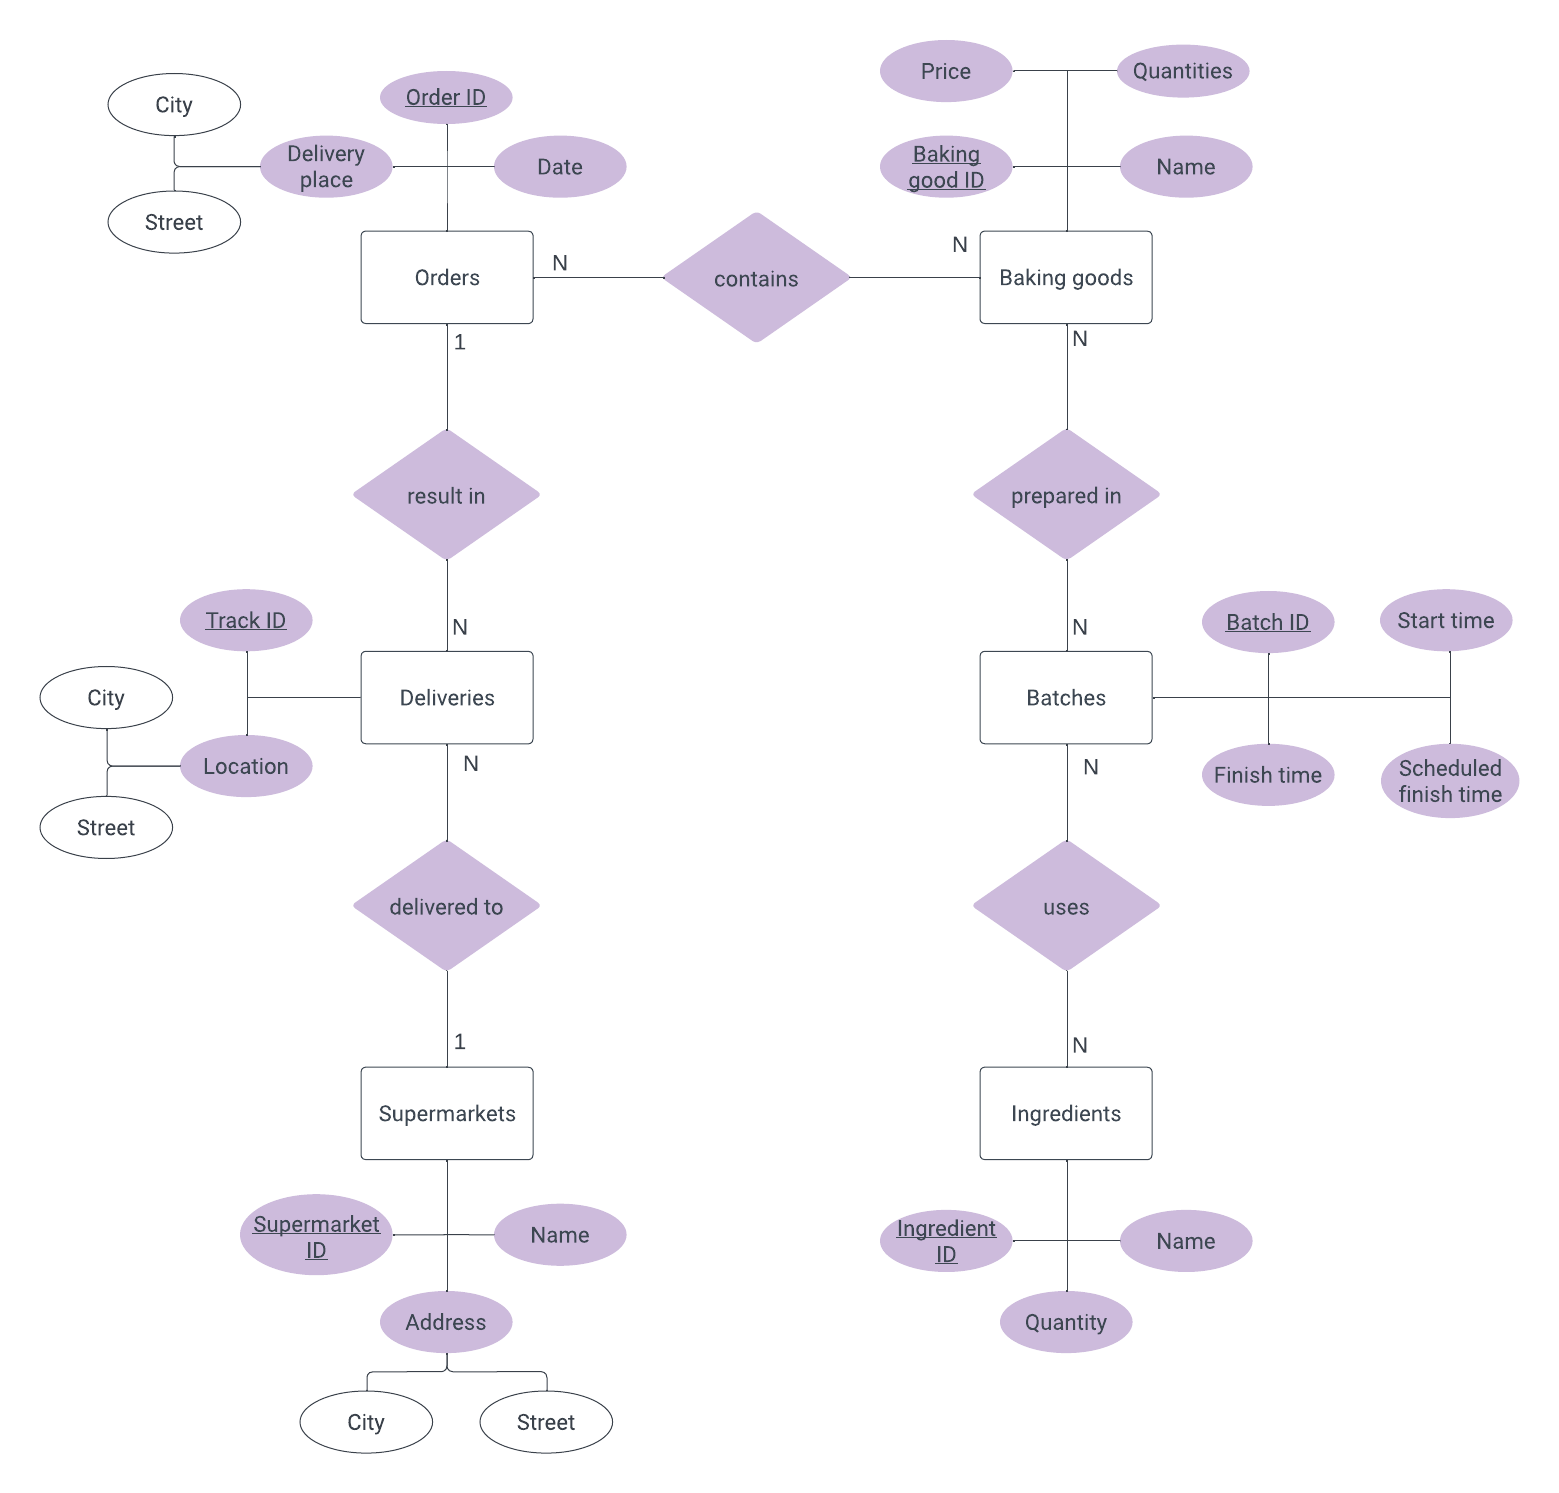 Price
Quantities
City
Order ID
Delivery
place
Date
Baking
good ID
Name
Street
Orders
N
contains
N
Baking goods
1
N
result in
prepared in
N
N
Track ID
Batch ID
Start time
City
Deliveries
Batches
Location
N
N
Finish time
Scheduled
finish time
Street
delivered to
uses
1
N
Supermarkets
Ingredients
Supermarket
ID
Name
Ingredient
ID
Name
Address
Quantity
City
Street